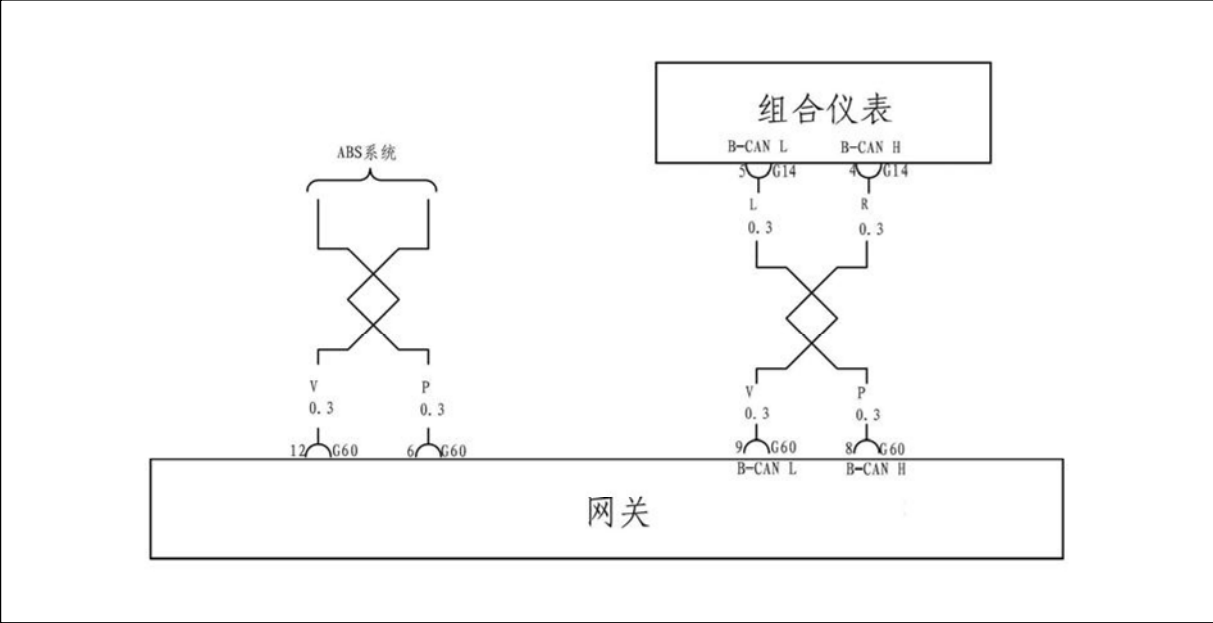 组合仪表
B-CAN L B-CAN H
5 G14 4 G14
ABS系统
L R
0.3 0.3
V P V P
0.3 0.3 0.3 0.3
12 G60 6 G60 9 G60 8 G60
B-CAN L B-CAN H
网关